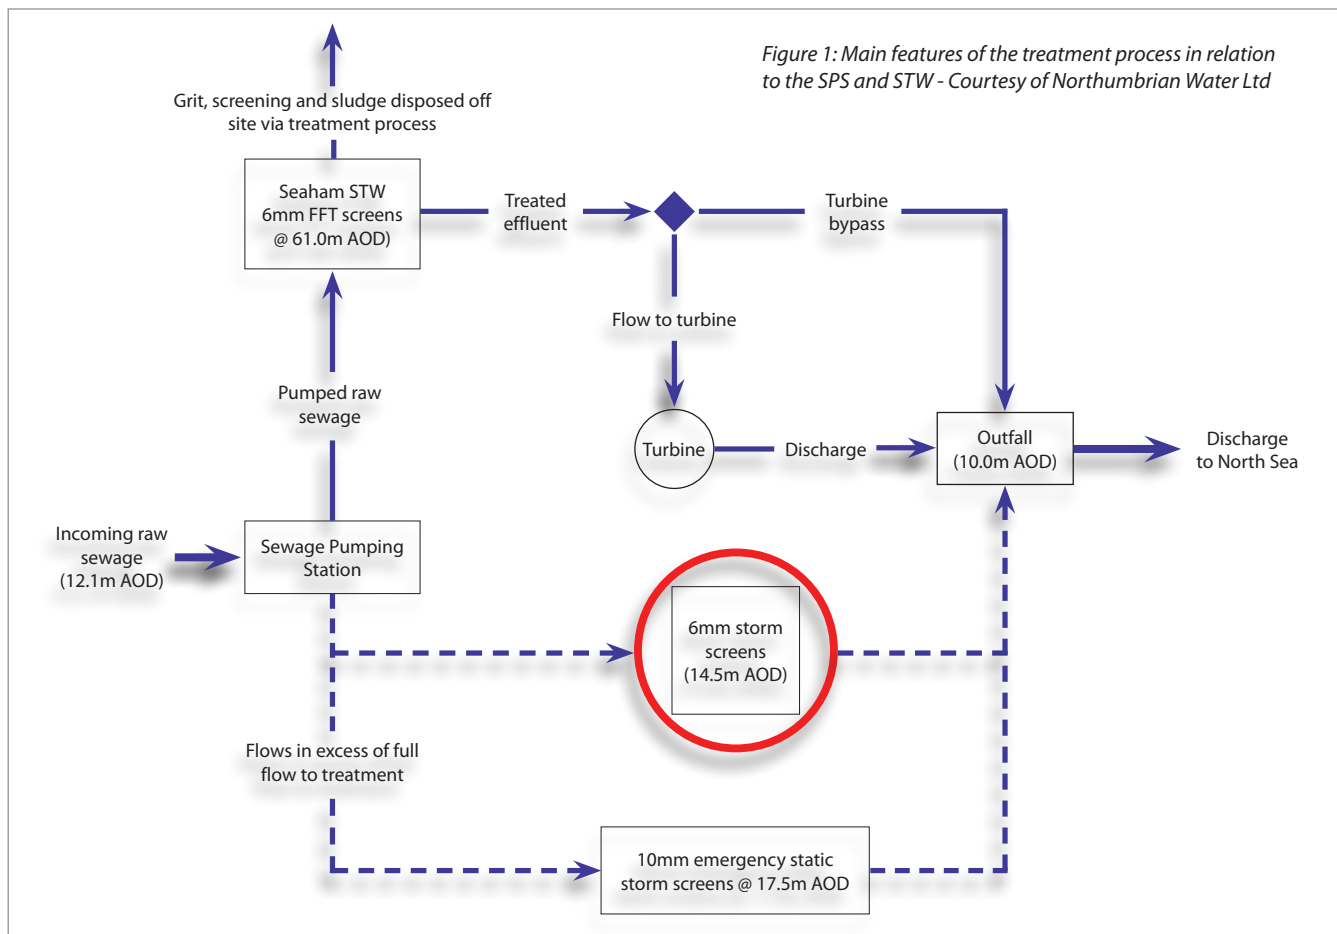 Figure 1: Main features of the treatment process in relation
to the SPS and STW - Courtesy of Northumbrian Water Ltd
Grit, screening and sludge disposed off
site via treatment process
Seaham STW
6mm FFT screens
@ 61.0m AOD)
Treated
effluent
Turbine
bypass
Flow to turbine
Pumped raw
sewage
Turbine
Discharge
Outfall
(10.0m AOD)
Discharge
to North Sea
Incoming raw
sewage
(12.1m AOD)
Sewage Pumping
Station
6mm storm
screens
(14.5m AOD)
Flows in excess of full
flow to treatment
10mm emergency static
storm screens @ 17.5m AOD